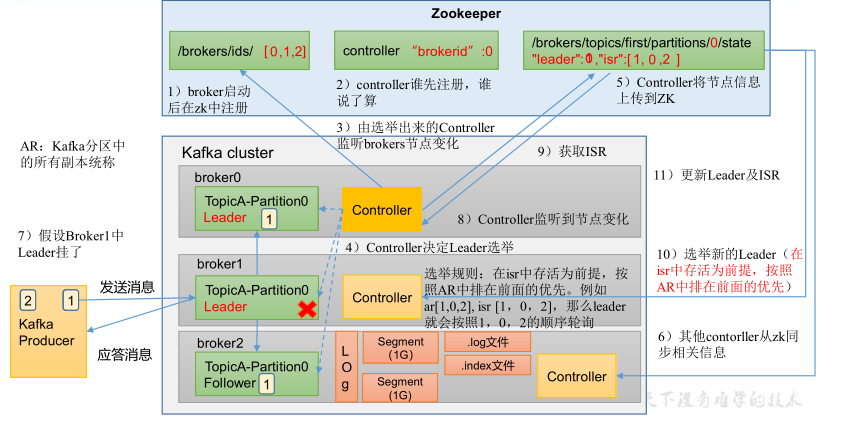 Zookeeper
/brokers/ids/ [0,1,2]
controller “brokerid”:0
/brokers/topics/first/partitions/0/state
"leader":0,"isr":[1,0,2]
1）broker启动
后在zk中注册
2）controller谁先注册，谁
说了算
5）Controller将节点信息
上传到ZK
3）由选举出来的Controller
监听brokers节点变化
AR：Kafka分区中
的所有副本统称
Kafka cluster
9）获取ISR
broker0
TopicA-Partition0
Leader
1
Controller
8）Controller监听到节点变化
11）更新Leader及ISR
7）假设Broker1中
Leader挂了
4）Controller决定Leader选举
broker1
TopicA-Partition0
Leader
Controller
选举规则：在isr中存活为前提，按
照AR中排在前面的优先。例如
ar[1,0,2], isr [1，0，2]，那么leader
就会按照1，0，2的顺序轮询
10）选举新的Leader（在
isr中存活为前提，按照
AR中排在前面的优先）
发送消息
2 1
Kafka
Producer
应答消息
broker2
TopicA-Partition0
Follower 1
L
O
g
Segment
(1G)
Segment
(1G)
.log文件
.index文件
Controller
6）其他contorller从zk同
步相关信息
天下没有难学的技术